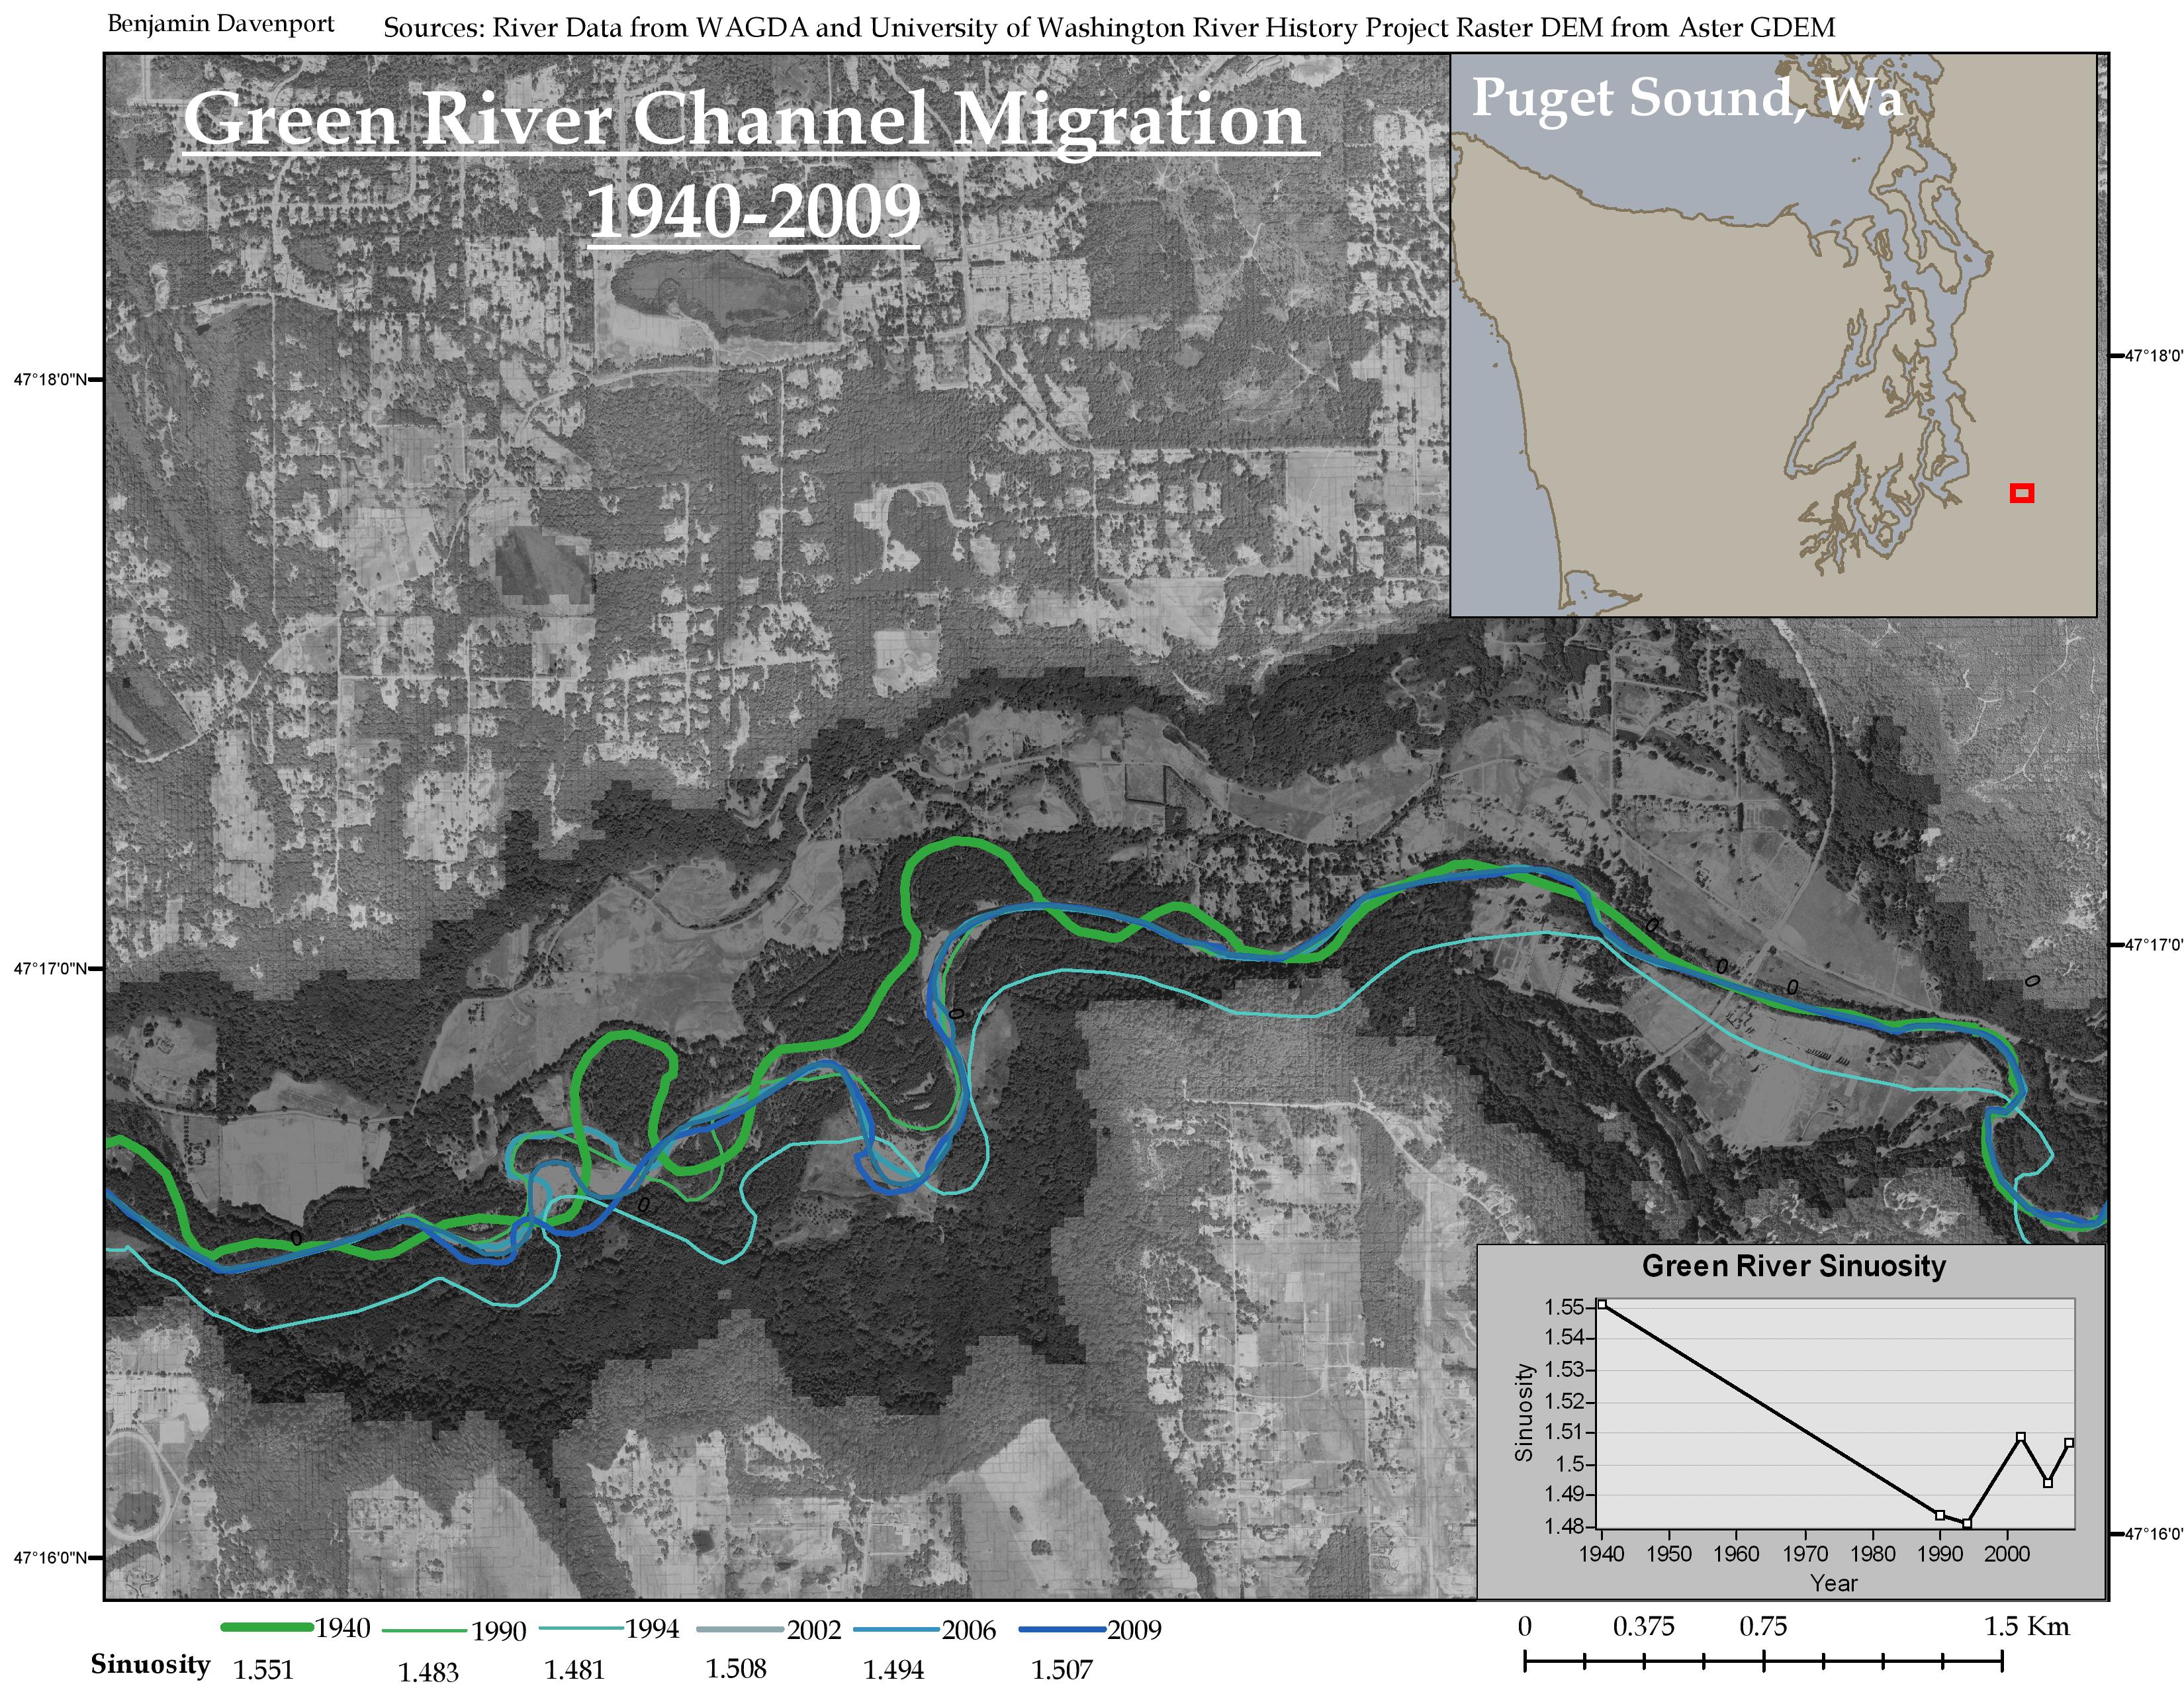 Benjamin Davenport
Sources: River Data from WAGDA and University of Washington River History Project Raster DEM from Aster GDEM
Green River Channel Migration
1940-2009
Puget Sound, Wa
47°18'0"N
47°18'0"
47°17'0"N
47°17'0"
47°16'0"N
47°16'0"
0
0
0
0
0
0
0
Green River Sinuosity
Sinuosity
1.55
1.54
1.53
1.52
1.51
1.5
1.49
1.48
1940 1950 1960 1970 1980 1990 2000
Year
1940 1990 1994 2002 2006 2009
Sinuosity 1.551 1.483 1.481 1.508 1.494 1.507
0 0.375 0.75 1.5 Km